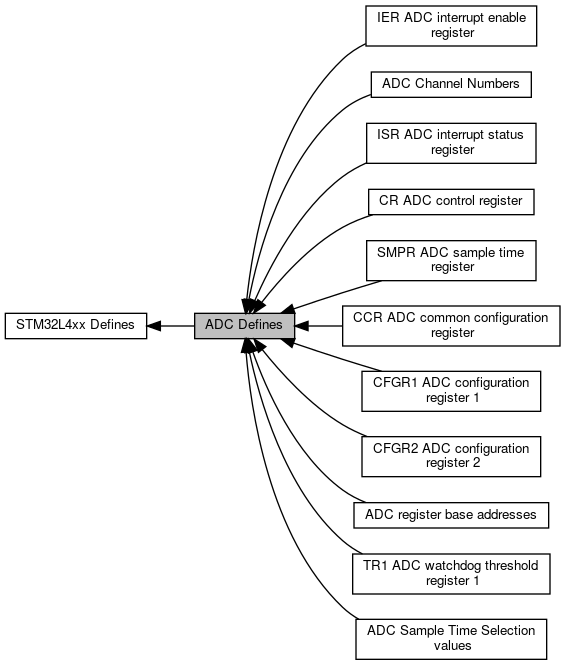 IER ADC interrupt enable
register
ADC Channel Numbers
ISR ADC interrupt status
register
CR ADC control register
SMPR ADC sample time
register
STM32L4xx Defines
ADC Defines
CCR ADC common configuration
register
CFGR1 ADC configuration
register 1
CFGR2 ADC configuration
register 2
ADC register base addresses
TR1 ADC watchdog threshold
register 1
ADC Sample Time Selection
values